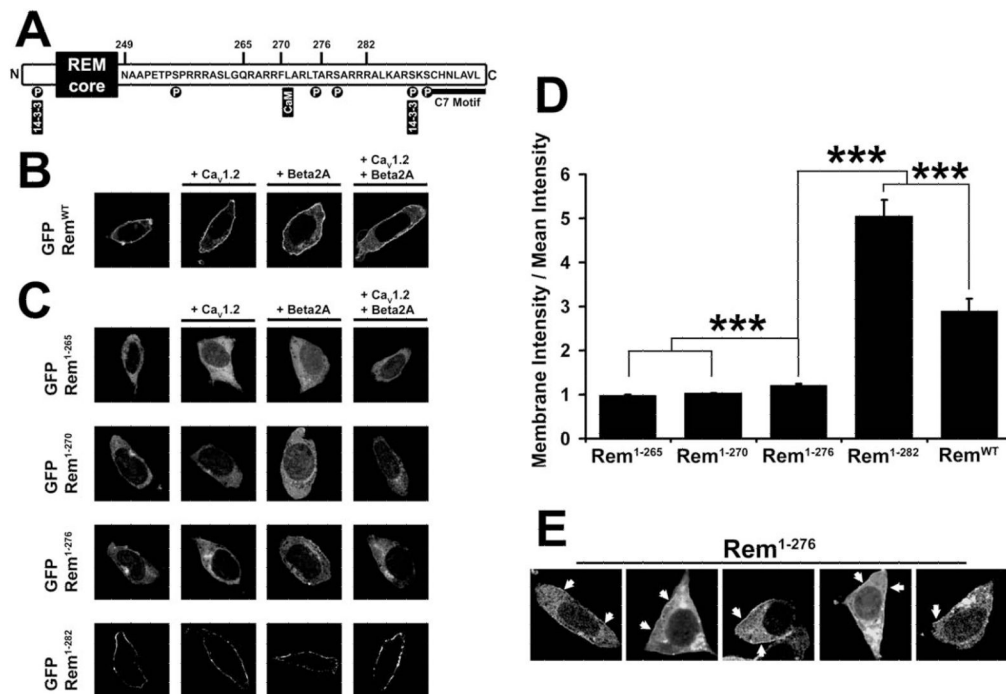 A
249 265 270 276 282
N REM core NAAPETPSPRRRASLGQRARRFLARLTARSARRRALKARSKSCHNLAVL C
P P P P P P
14-3-3 CaM 14-3-3 C7 Motif
B
+ CaV1.2 + Beta2A + CaV1.2 + Beta2A
GFP RemWT
C
+ CaV1.2 + Beta2A + CaV1.2 + Beta2A
GFP Rem1-265
GFP Rem1-270
GFP Rem1-276
GFP Rem1-282
D
Membrane Intensity / Mean Intensity
6
5
4
3
2
1
0
*** *** ***
Rem1-265 Rem1-270 Rem1-276 Rem1-282 RemWT
E
Rem1-276